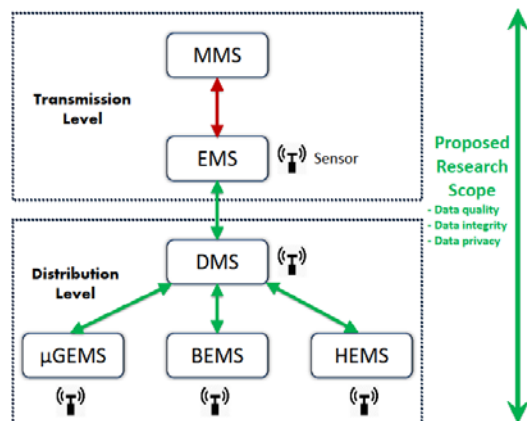 MMS
Transmission
Level
EMS
Sensor
Proposed
Research
Scope
- Data quality
- Data integrity
- Data privacy
DMS
Distribution
Level
μGEMS
BEMS
HEMS